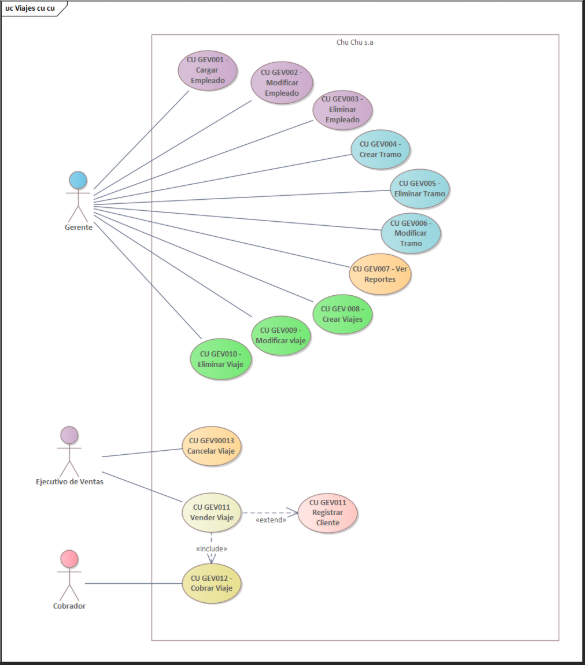 uc Viajes cu cu
Chu Chu s.a
CU GEV001 -
Cargar
Empleado
CU GEV002 -
Modificar
Empleado
CU GEV003 -
Eliminar
Empleado
CU GEV004 -
Crear Tramo
CU GEV005 -
Eliminar Tramo
Gerente
CU GEV006 -
Modificar
Tramo
CU GEV007 - Ver
Reportes
CU GEV 008 -
Crear Viajes
CU GEV009 -
Modificar viaje
CU GEV010 -
Eliminar Viaje
CU GEV90013
Cancelar Viaje
Ejecutivo de Ventas
CU GEV011
Vender Viaje
«extend»
CU GEV011
Registrar
Cliente
«include»
CU GEV012 -
Cobrar Viaje
Cobrador